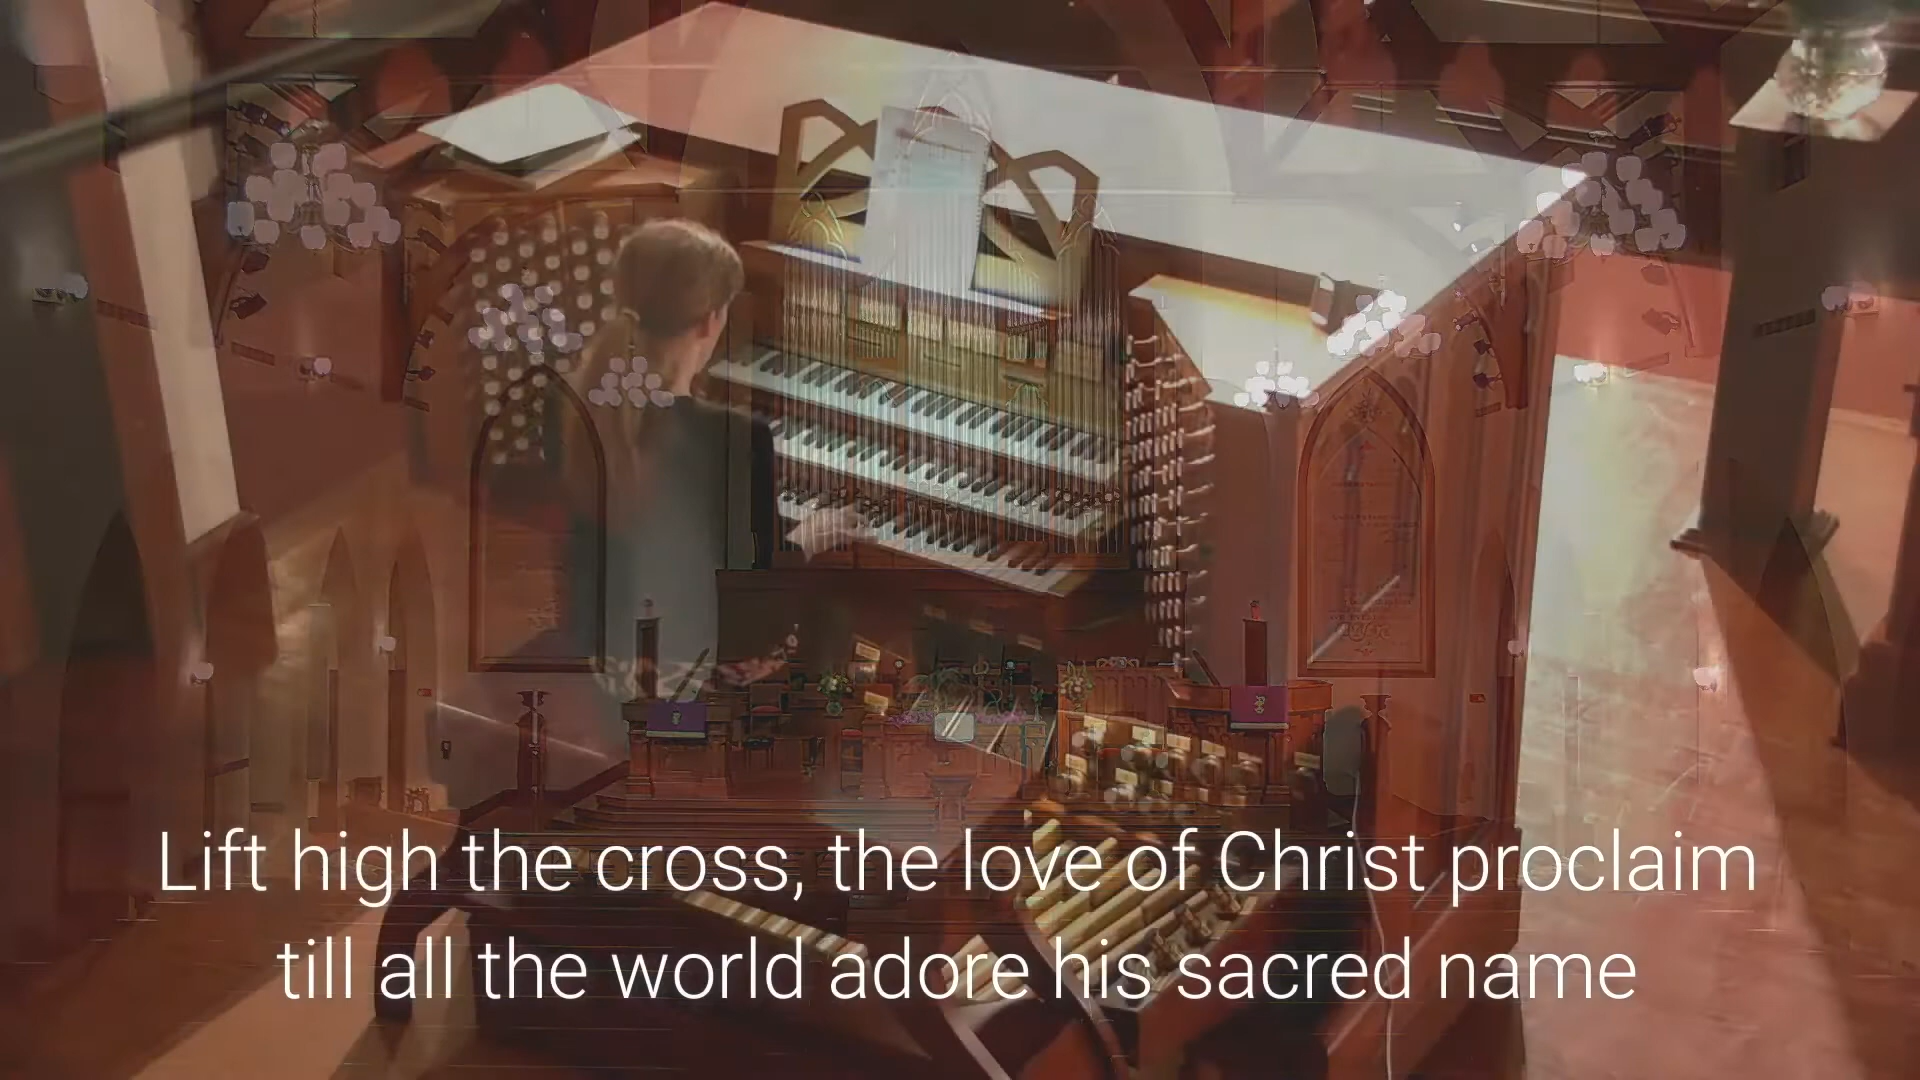 Lift high the cross, the love of Christ proclaim
till all the world adore his sacred name